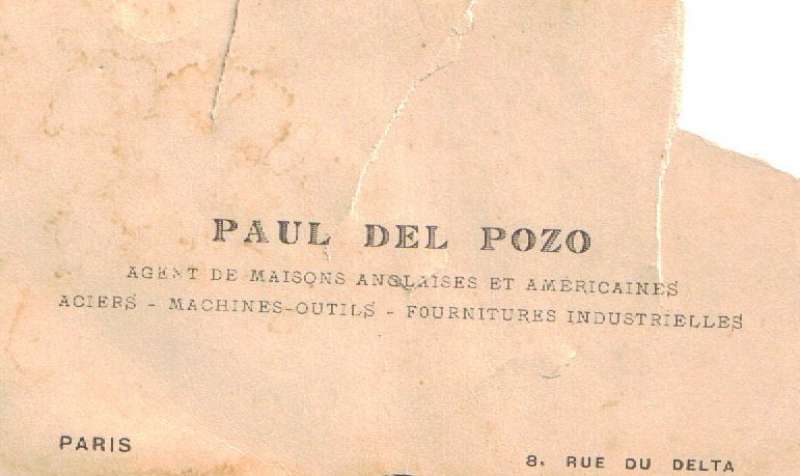 PAUL DEL POZO
AGENT DE MAISONS ANGLAISES ET AMÉRICAINES
ACIERS - MACHINES-OUTILS - FOURNITURES INDUSTRIELLES
PARIS
8, RUE DU DELTA